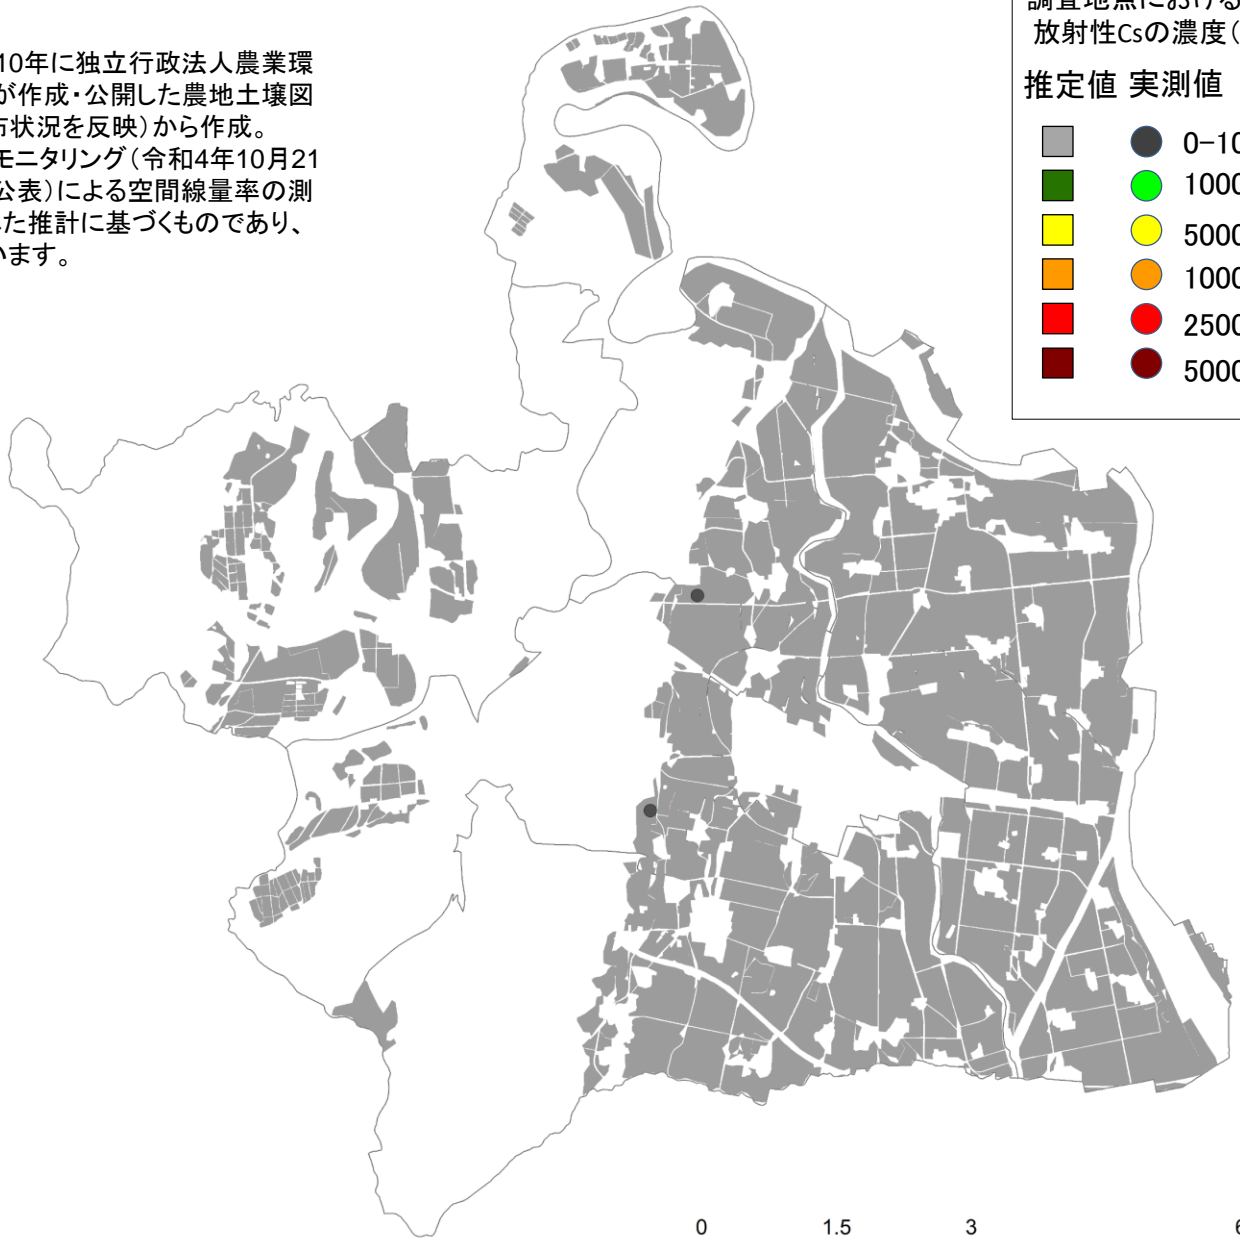 10年に独立行政法人農業環
が作成・公開した農地土壌図
布状況を反映）から作成。
モニタリング（令和4年10月21
公表）による空間線量率の測
た推計に基づくものであり、
います。
調査地点における
放射性Csの濃度（
推定値 実測値
0-10
1000
5000
1000
2500
5000
0 1.5 3 6